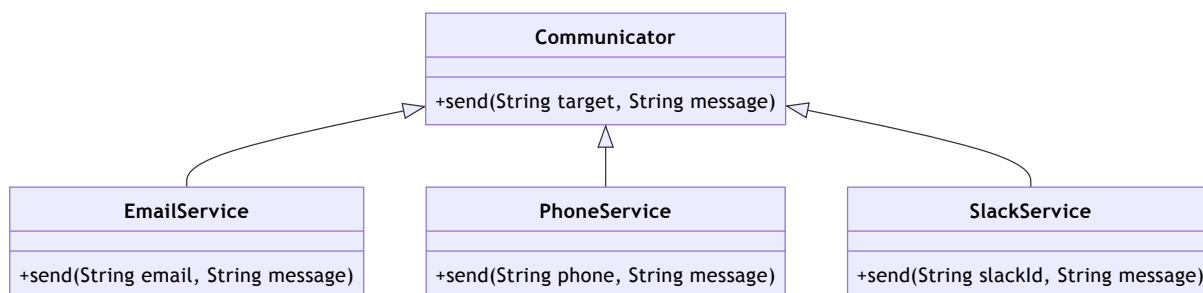 Communicator
+send(String target, String message)
EmailService
+send(String email, String message)
PhoneService
+send(String phone, String message)
SlackService
+send(String slackId, String message)